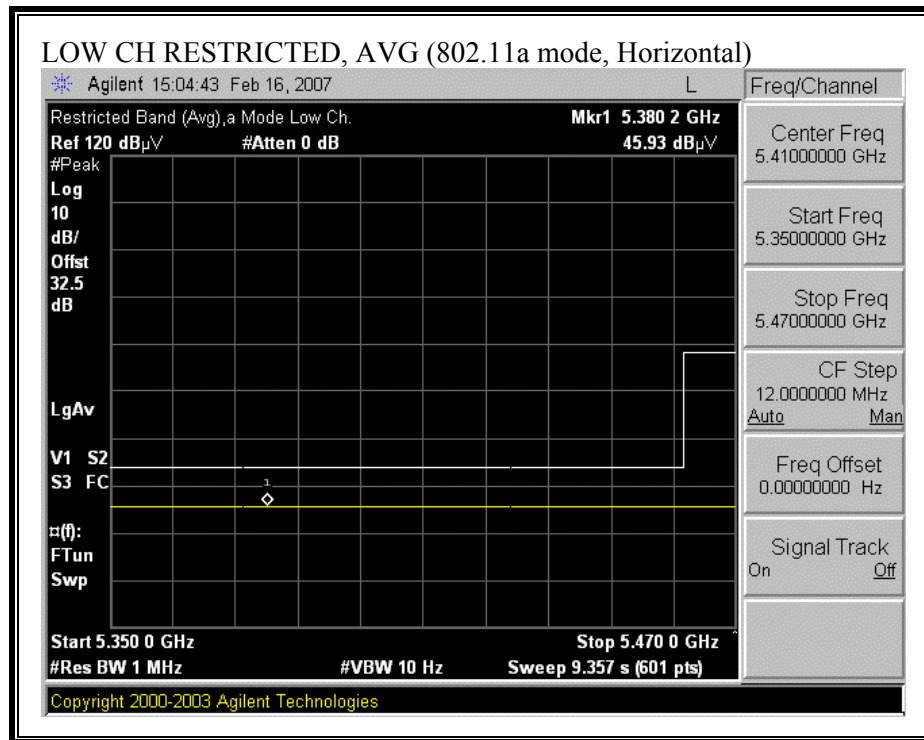 LOW CH RESTRICTED, AVG (802.11a mode, Horizontal)
Agilent 15:04:43 Feb 16, 2007 L
Restricted Band (Avg),a Mode Low Ch. Mkr1 5.380 2 GHz
Ref 120 dBµV #Atten 0 dB 45.93 dBµV
#Peak
Log
10
dB/
Offst
32.5
dB
LgAv
V1 S2
S3 FC
1
¤(f):
FTun
Swp
Start 5.350 0 GHz Stop 5.470 0 GHz ^
#Res BW 1 MHz #VBW 10 Hz Sweep 9.357 s (601 pts)
Copyright 2000-2003 Agilent Technologies
Freq/Channel
Center Freq
5.41000000 GHz
Start Freq
5.35000000 GHz
Stop Freq
5.47000000 GHz
CF Step
12.0000000 MHz
Auto Man
Freq Offset
0.00000000 Hz
Signal Track
On Off